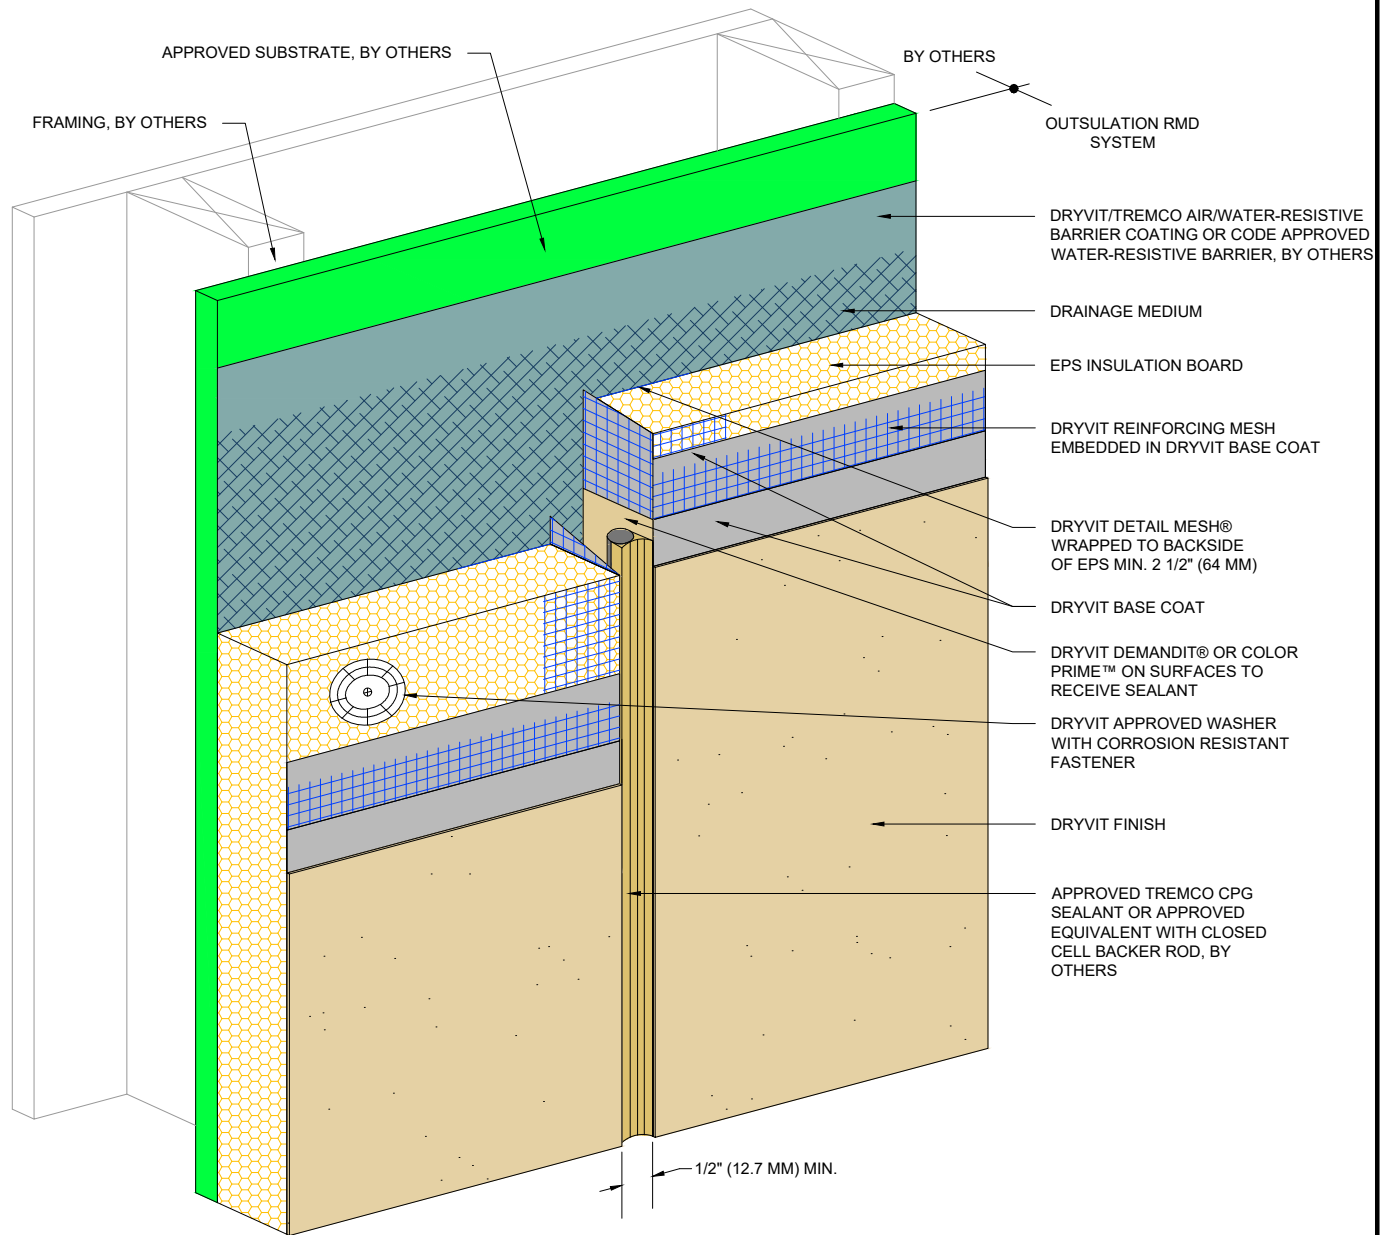 APPROVED SUBSTRATE, BY OTHERS
BY OTHERS
FRAMING, BY OTHERS
OUTSULATION RMD
SYSTEM
DRYVIT/TREMCO AIR/WATER-RESISTIVE
BARRIER COATING OR CODE APPROVED
WATER-RESISTIVE BARRIER, BY OTHERS
DRAINAGE MEDIUM
EPS INSULATION BOARD
DRYVIT REINFORCING MESH
EMBEDDED IN DRYVIT BASE COAT
DRYVIT DETAIL MESH®
WRAPPED TO BACKSIDE
OF EPS MIN. 2 1/2" (64 MM)
DRYVIT BASE COAT
DRYVIT DEMANDIT® OR COLOR
PRIME™ ON SURFACES TO
RECEIVE SEALANT
DRYVIT APPROVED WASHER
WITH CORROSION RESISTANT
FASTENER
DRYVIT FINISH
APPROVED TREMCO CPG
SEALANT OR APPROVED
EQUIVALENT WITH CLOSED
CELL BACKER ROD, BY
OTHERS
1/2" (12.7 MM) MIN.